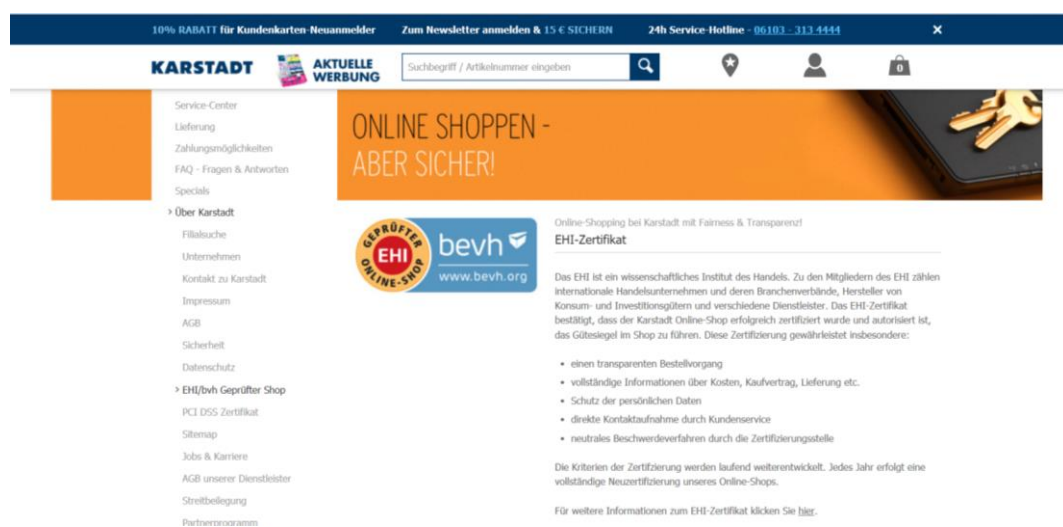 10% RABATT für Kundenkarten-Neuanmelder Zum Newsletter anmelden & 15 € SICHERN 24h Service-Hotline - 06103 - 313 4444 ×
KARSTADT
AKTUELLE
WERBUNG
Suchbegriff / Artikelnummer eingeben
0
Service-Center
Lieferung
Zahlungsmöglichkeiten
FAQ - Fragen & Antworten
Specials
> Über Karstadt
Filialsuche
Unternehmen
Kontakt zu Karstadt
Impressum
AGB
Sicherheit
Datenschutz
> EHI/bvh Geprüfter Shop
PCI DSS Zertifikat
Sitemap
Jobs & Karriere
AGB unserer Dienstleister
Streitbeilegung
Partnerprogramm
ONLINE SHOPPEN -
ABER SICHER!
GEPRÜFTER
EHI
ONLINE-SHOP
bevh
www.bevh.org
Online-Shopping bei Karstadt mit Fairness & Transparenz!
EHI-Zertifikat
Das EHI ist ein wissenschaftliches Institut des Handels. Zu den Mitgliedern des EHI zählen
internationale Handelsunternehmen und deren Branchenverbände, Hersteller von
Konsum- und Investitionsgütern und verschiedene Dienstleister. Das EHI-Zertifikat
bestätigt, dass der Karstadt Online-Shop erfolgreich zertifiziert wurde und autorisiert ist,
das Gütesiegel im Shop zu führen. Diese Zertifizierung gewährleistet insbesondere:
• einen transparenten Bestellvorgang
• vollständige Informationen über Kosten, Kaufvertrag, Lieferung etc.
• Schutz der persönlichen Daten
• direkte Kontaktaufnahme durch Kundenservice
• neutrales Beschwerdeverfahren durch die Zertifizierungsstelle
Die Kriterien der Zertifzierung werden laufend weiterentwickelt. Jedes Jahr erfolgt eine
vollständige Neuzertifizierung unseres Online-Shops.
Für weitere Informationen zum EHI-Zertifikat klicken Sie hier.